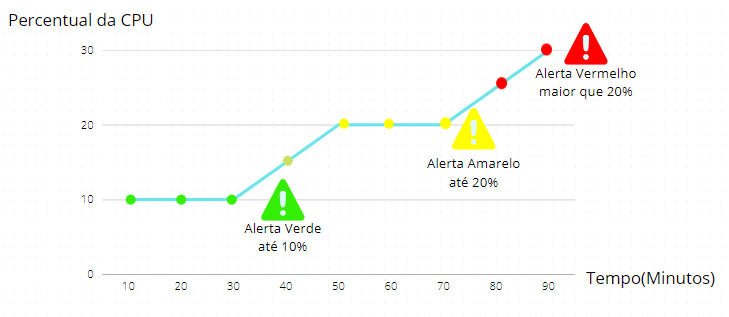 Percentual da CPU
30
Alerta Vermelho
maior que 20%
20
Alerta Amarelo
até 20%
10
Alerta Verde
até 10%
0
Tempo(Minutos)
10 20 30 40 50 60 70 80 90